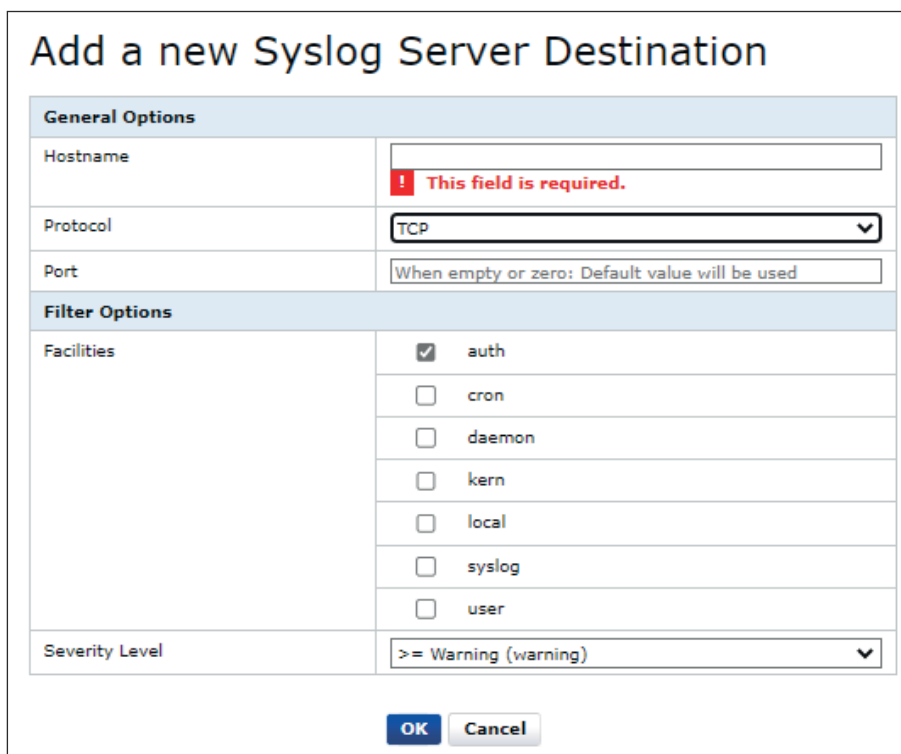 Add a new Syslog Server Destination
General Options
Hostname
! This field is required.
Protocol
TCP
Port
When empty or zero: Default value will be used
Filter Options
Facilities
auth
cron
daemon
kern
local
syslog
user
Severity Level
>= Warning (warning)
OK Cancel